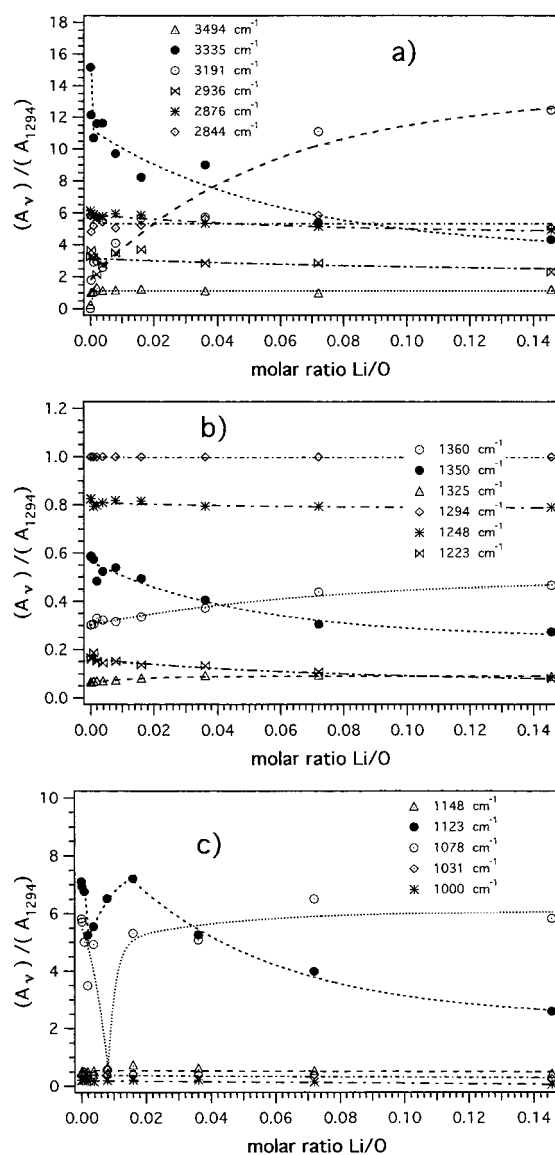 a)
3494 cm⁻¹
3335 cm⁻¹
3191 cm⁻¹
2936 cm⁻¹
2876 cm⁻¹
2844 cm⁻¹
(Aν)/(A1294)
18
16
14
12
10
8
6
4
2
0
0.00 0.02 0.04 0.06 0.08 0.10 0.12 0.14
molar ratio Li/O
b)
1360 cm⁻¹
1350 cm⁻¹
1325 cm⁻¹
1294 cm⁻¹
1248 cm⁻¹
1223 cm⁻¹
(Aν)/(A1294)
1.2
1.0
0.8
0.6
0.4
0.2
0.0
0.00 0.02 0.04 0.06 0.08 0.10 0.12 0.14
molar ratio Li/O
c)
1148 cm⁻¹
1123 cm⁻¹
1078 cm⁻¹
1031 cm⁻¹
1000 cm⁻¹
(Aν)/(A1294)
10
8
6
4
2
0
0.00 0.02 0.04 0.06 0.08 0.10 0.12 0.14
molar ratio Li/O